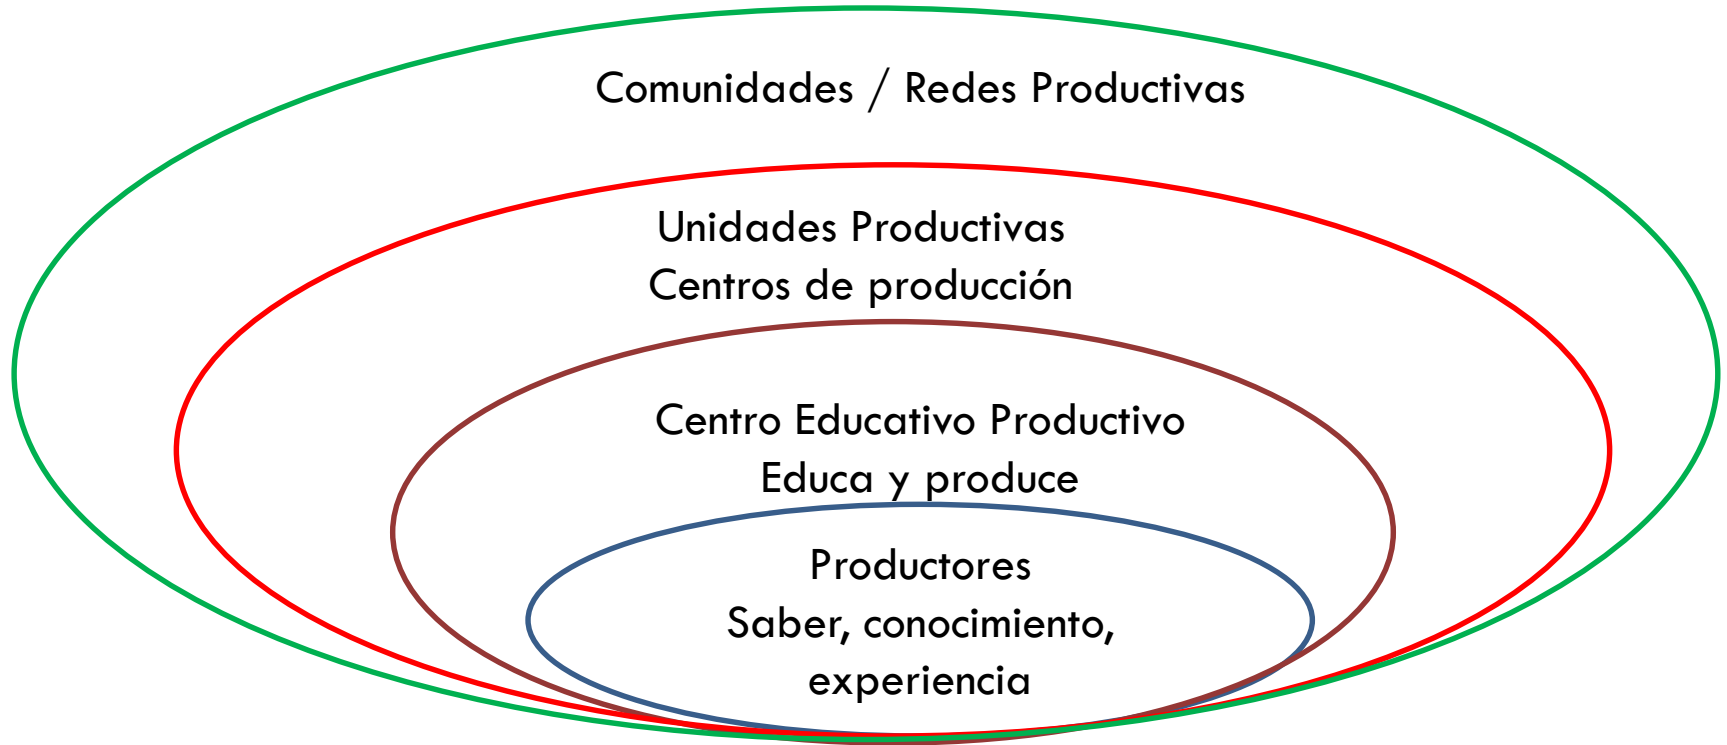 Comunidades / Redes Productivas
Unidades Productivas
Centros de producción
Centro Educativo Productivo
Educa y produce
Productores
Saber, conocimiento,
experiencia